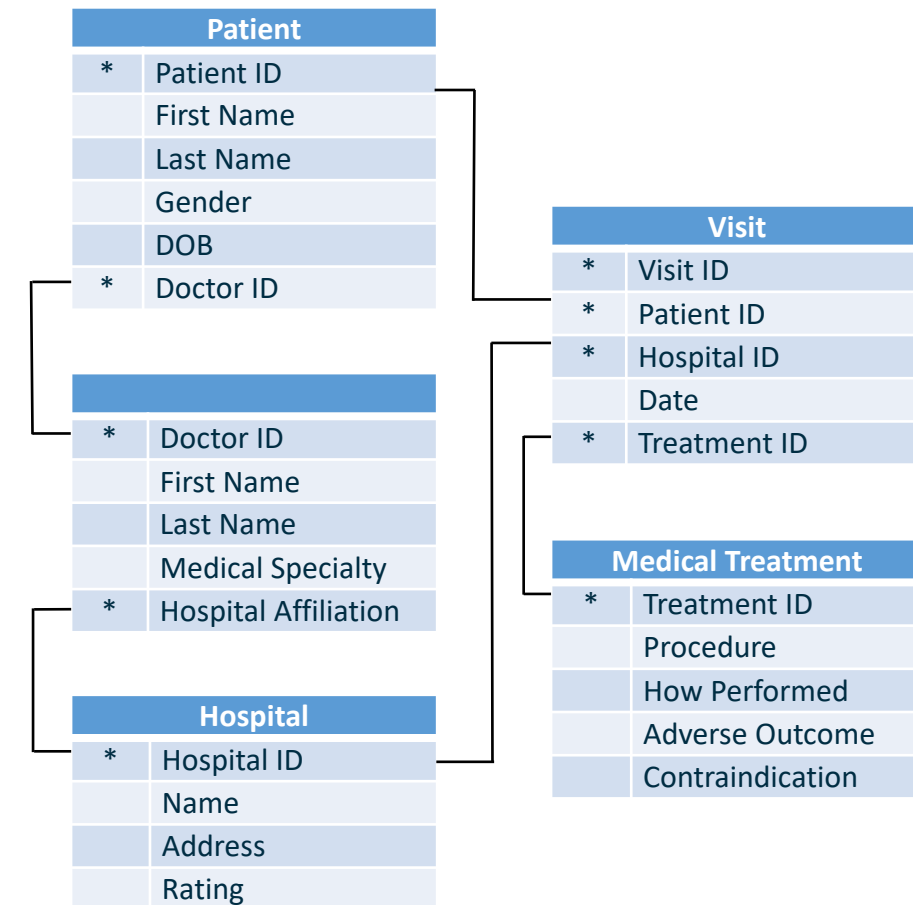 Patient
* Patient ID
First Name
Last Name
Gender
DOB
* Doctor ID
* Doctor ID
First Name
Last Name
Medical Specialty
* Hospital Affiliation
Hospital
* Hospital ID
Name
Address
Rating
Visit
* Visit ID
* Patient ID
* Hospital ID
Date
* Treatment ID
Medical Treatment
* Treatment ID
Procedure
How Performed
Adverse Outcome
Contraindication